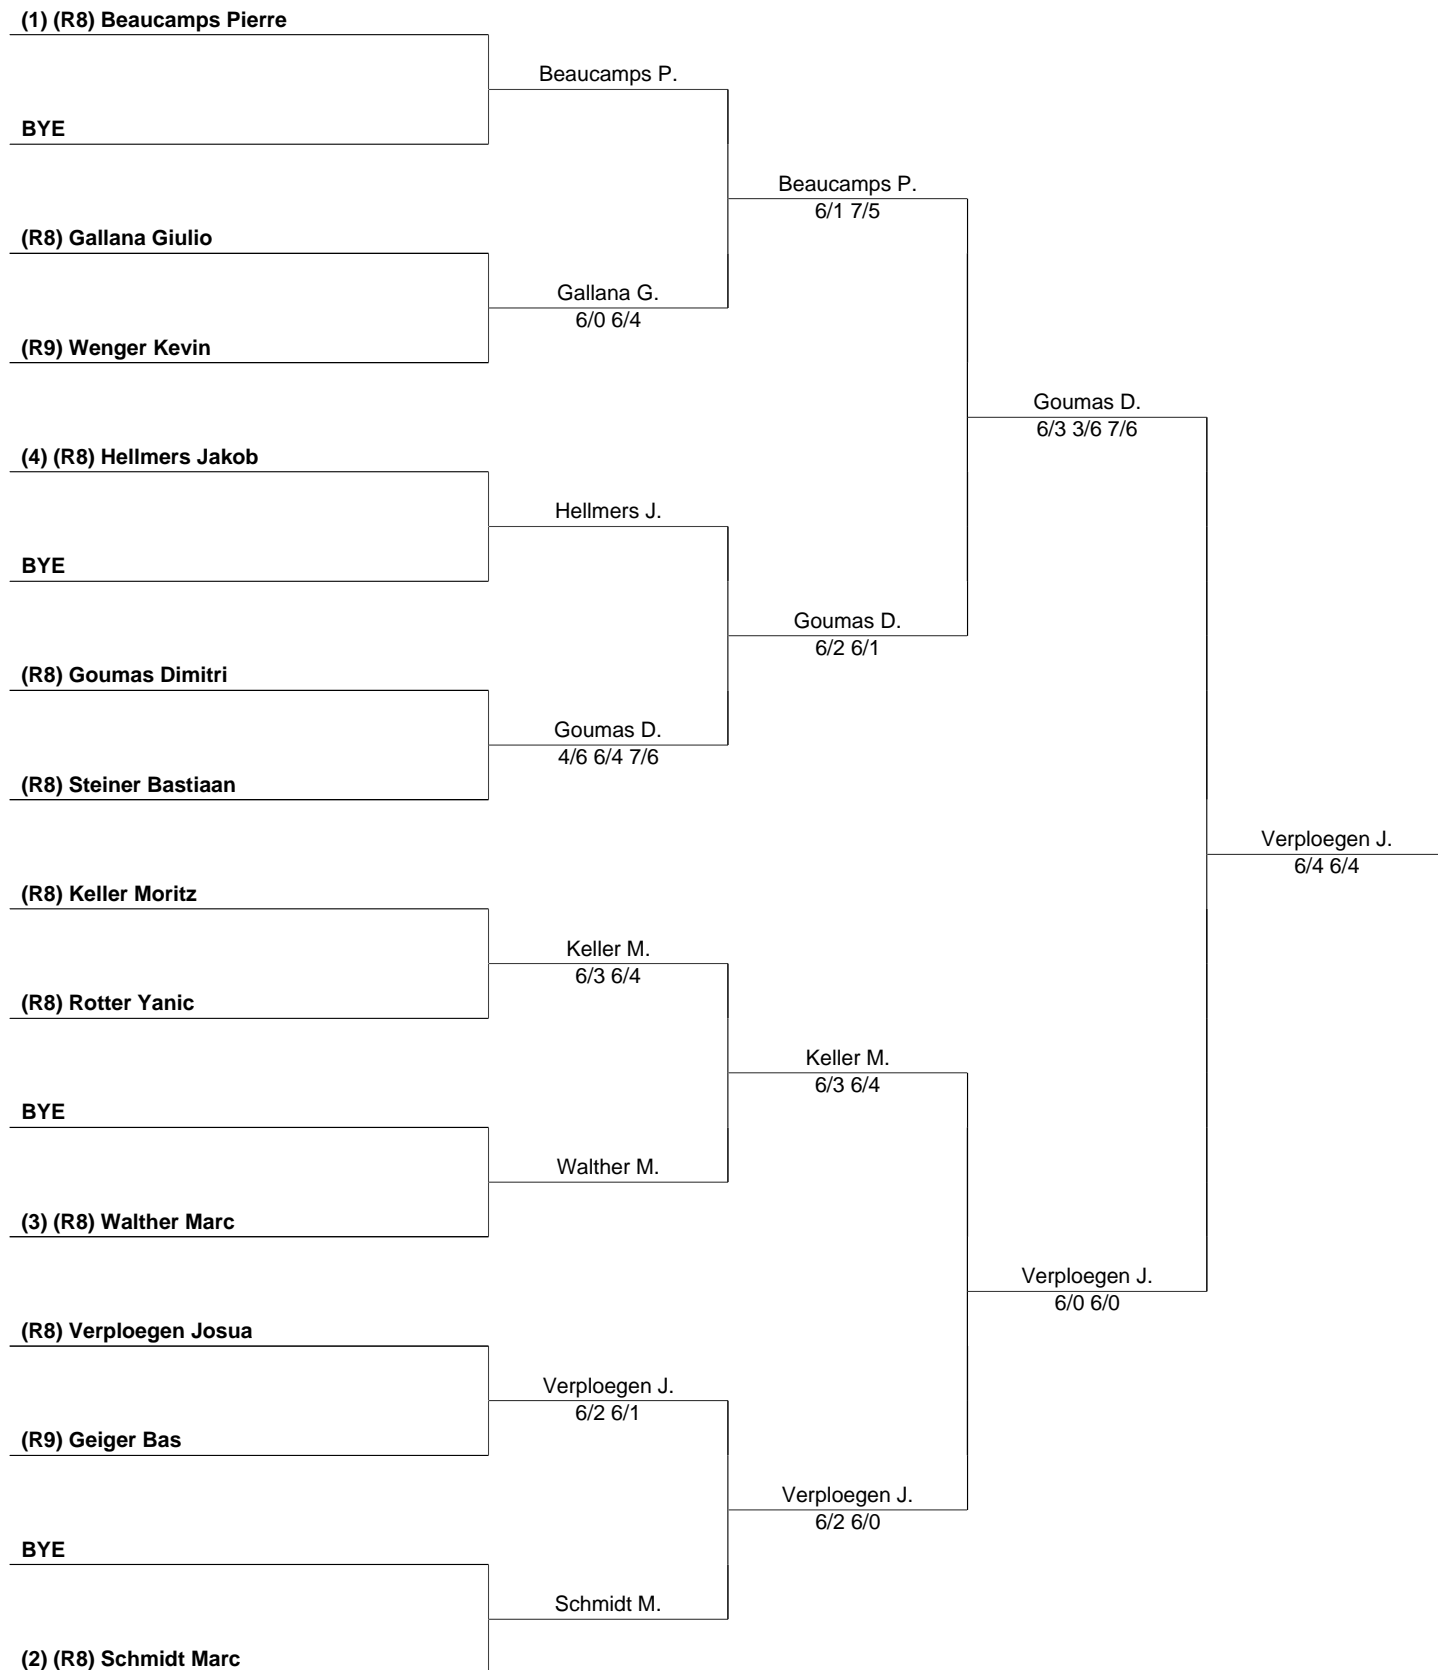 (1) (R8) Beaucamps Pierre
Beaucamps P.
BYE
Beaucamps P.
6/1 7/5
(R8) Gallana Giulio
Gallana G.
6/0 6/4
(R9) Wenger Kevin
Goumas D.
6/3 3/6 7/6
(4) (R8) Hellmers Jakob
Hellmers J.
BYE
Goumas D.
6/2 6/1
(R8) Goumas Dimitri
Goumas D.
4/6 6/4 7/6
(R8) Steiner Bastiaan
Verploegen J.
6/4 6/4
(R8) Keller Moritz
Keller M.
6/3 6/4
(R8) Rotter Yanic
Keller M.
6/3 6/4
BYE
Walther M.
(3) (R8) Walther Marc
Verploegen J.
6/0 6/0
(R8) Verploegen Josua
Verploegen J.
6/2 6/1
(R9) Geiger Bas
Verploegen J.
6/2 6/0
BYE
Schmidt M.
(2) (R8) Schmidt Marc